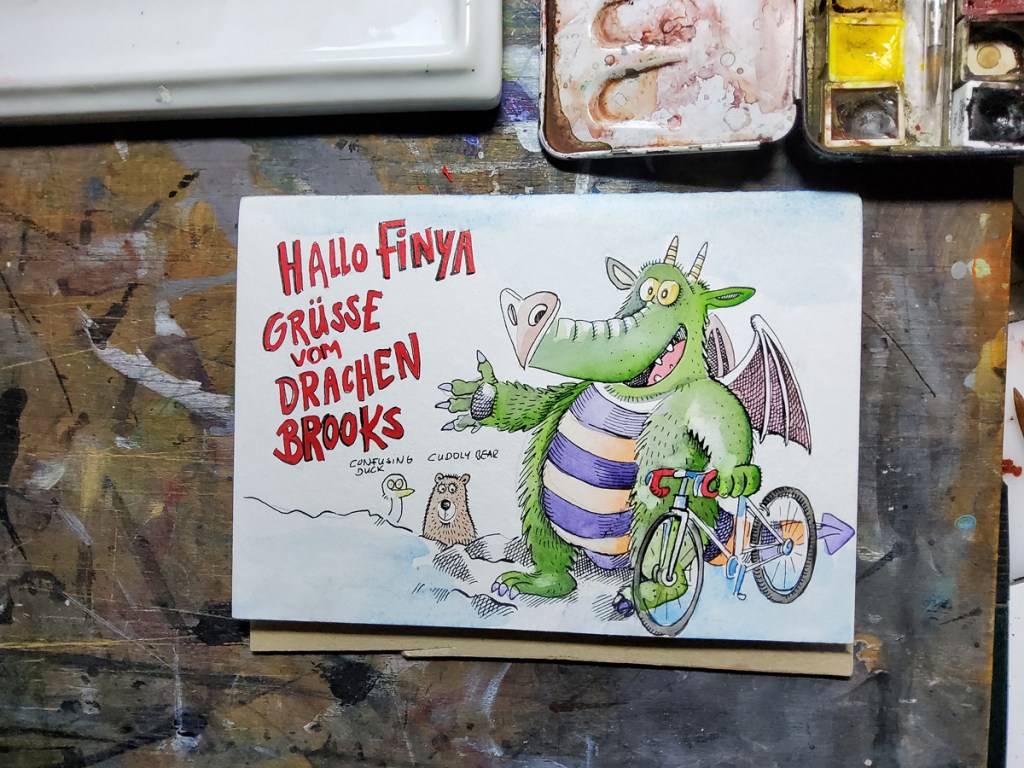 HALLO FINYA
GRÜSSE
VOM
DRACHEN
BROOKS
CONFUSING
DUCK
CUDDLY BEAR